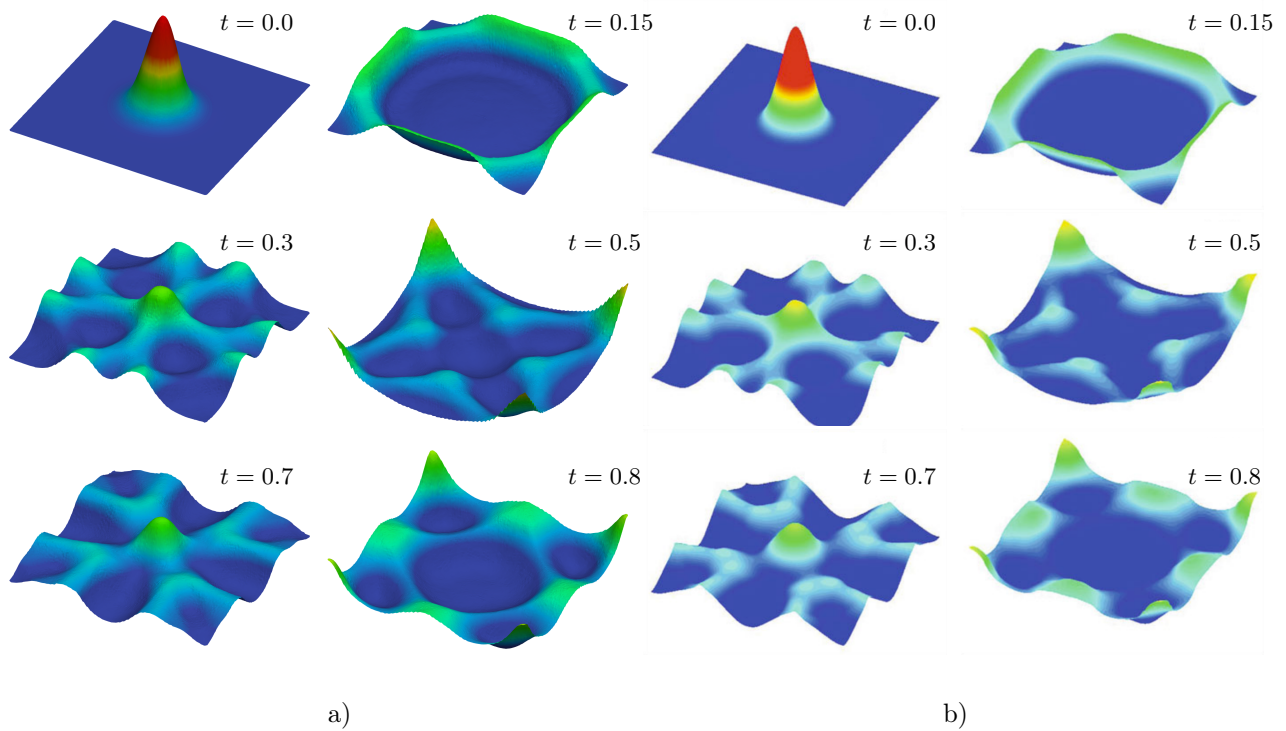 t = 0.0
t = 0.15
t = 0.0
t = 0.15
t = 0.3
t = 0.5
t = 0.3
t = 0.5
t = 0.7
t = 0.8
t = 0.7
t = 0.8
a)
b)